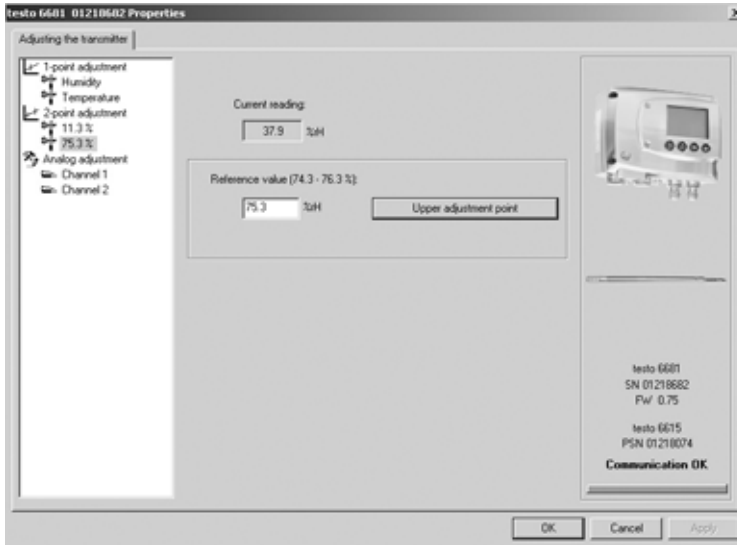 testo 6681 01218682 Properties
Adjusting the transmitter
1-point adjustment
Humidity
Temperature
2-point adjustment
11.3 %
75.3 %
Analog adjustment
Channel 1
Channel 2
Current reading:
37.9 %rH
Reference value (74.3 - 76.3 %):
75.3 %rH
Upper adjustment point
testo 6681
SN 01218682
FW 0.75
testo 6615
PSN 01218074
Communication OK
OK Cancel Apply